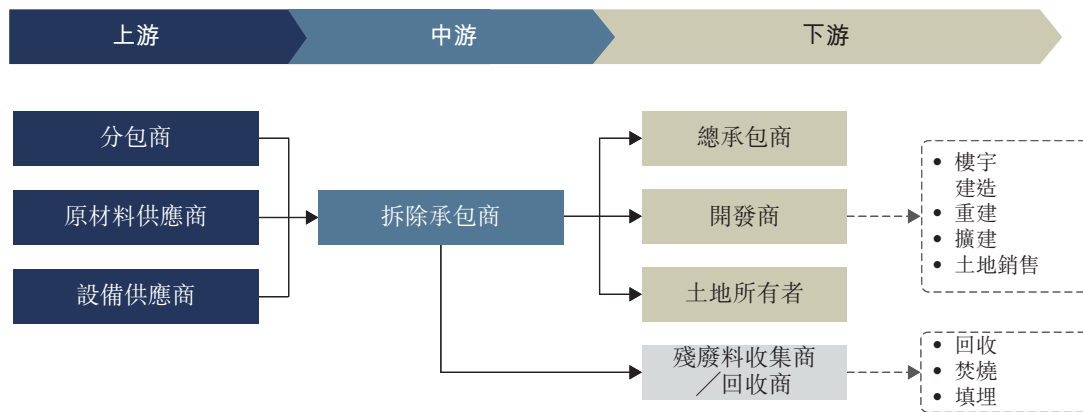 上游
中游
下游
分包商
原材料供應商
設備供應商
拆除承包商
總承包商
開發商
土地所有者
殘廢料收集商
／回收商
• 樓宇
建造
• 重建
• 擴建
• 土地銷售
• 回收
• 焚燒
• 填埋